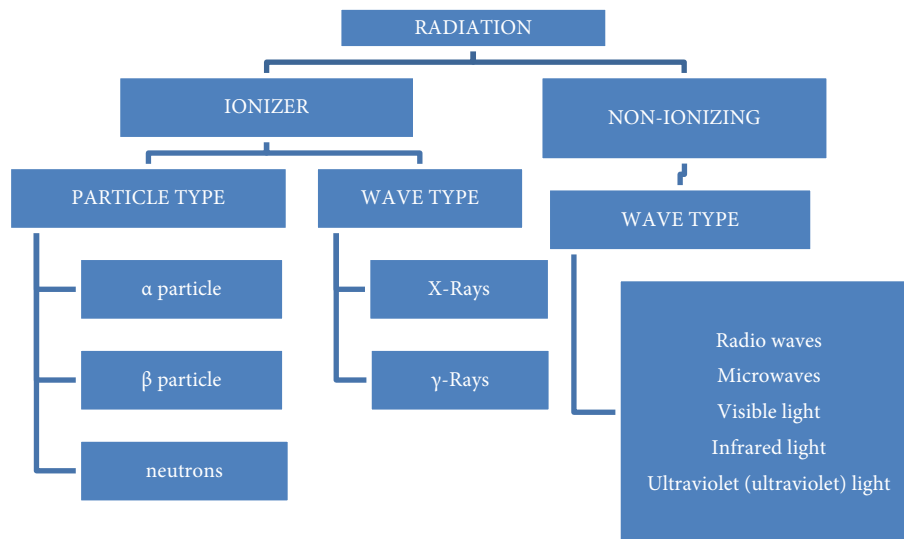 RADIATION
IONIZER
NON-IONIZING
PARTICLE TYPE
WAVE TYPE
WAVE TYPE
α particle
β particle
neutrons
X-Rays
γ-Rays
Radio waves
Microwaves
Visible light
Infrared light
Ultraviolet (ultraviolet) light